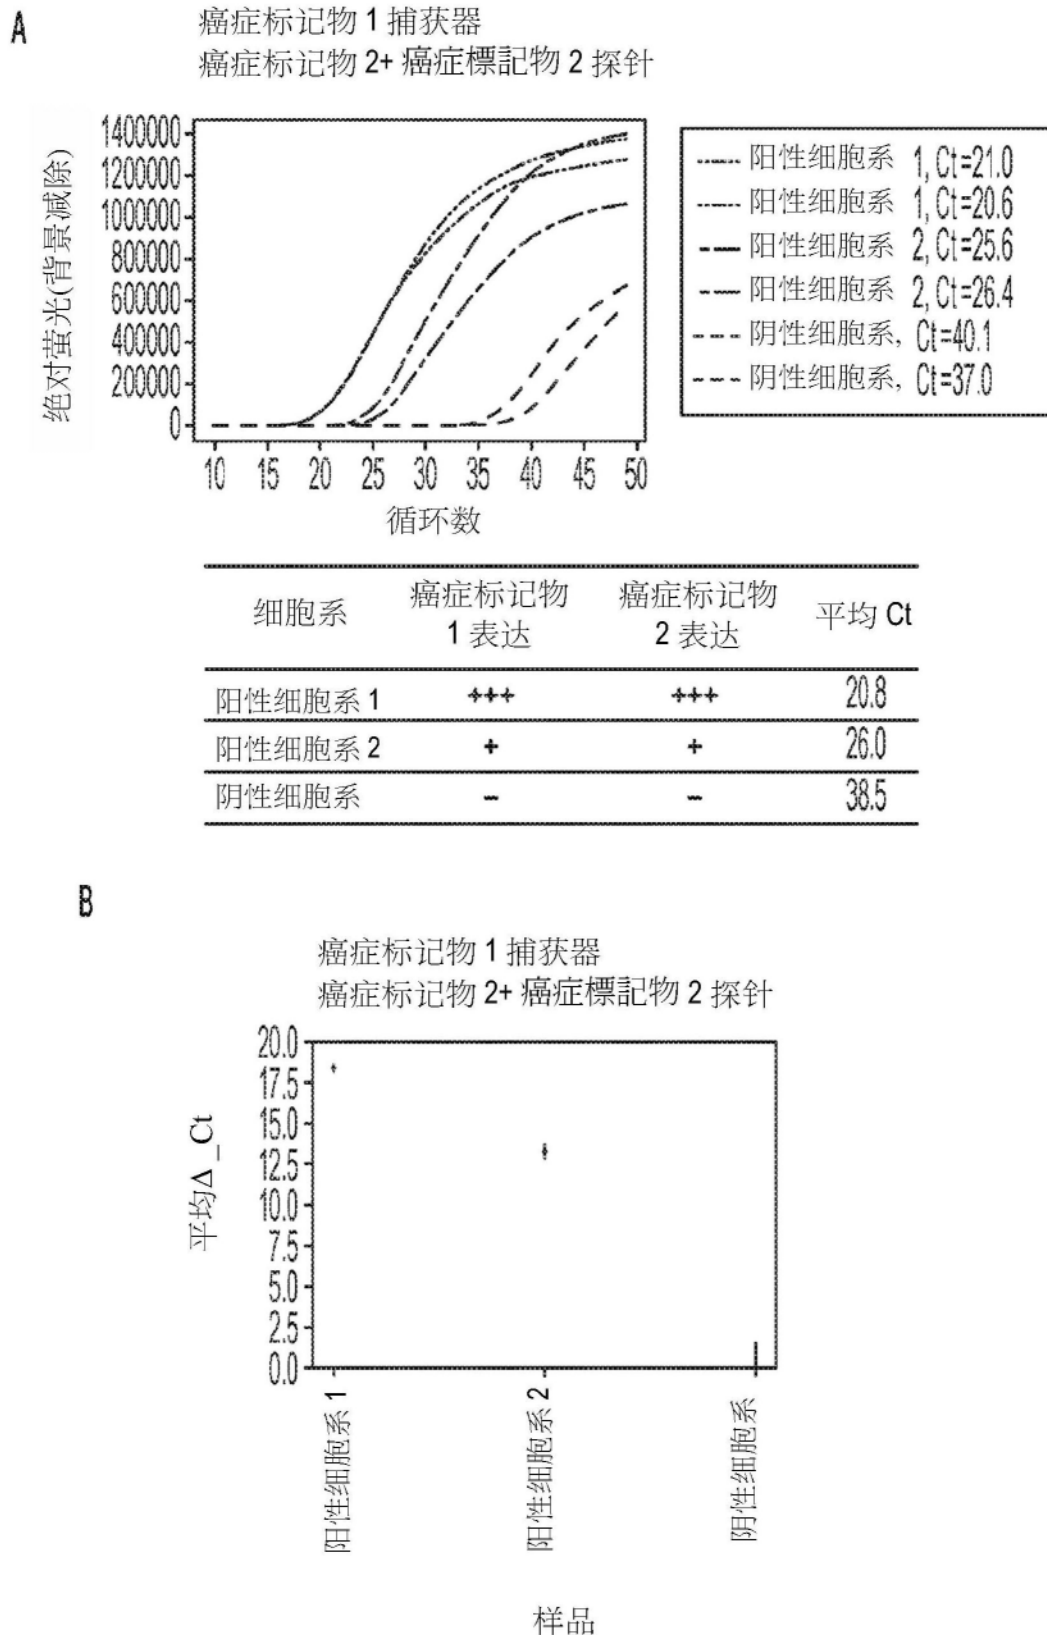 A
癌症标记物 1 捕获器
癌症标记物 2+ 癌症標記物 2 探针
绝对萤光(背景减除)
1400000
1200000
1000000
800000
600000
400000
200000
0
10 15 20 25 30 35 40 45 50
循环数
阳性细胞系 1, Ct=21.0
阳性细胞系 1, Ct=20.6
阳性细胞系 2, Ct=25.6
阳性细胞系 2, Ct=26.4
阴性细胞系, Ct=40.1
阴性细胞系, Ct=37.0
细胞系 癌症标记物 1 表达 癌症标记物 2 表达 平均 Ct
阳性细胞系 1 +++ +++ 20.8
阳性细胞系 2 + + 26.0
阴性细胞系 – – 38.5
B
癌症标记物 1 捕获器
癌症标记物 2+ 癌症標記物 2 探针
平均Δ_Ct
20.0
17.5
15.0
12.5
10.0
7.5
5.0
2.5
0.0
阳性细胞系 1
阳性细胞系 2
阴性细胞系
样品